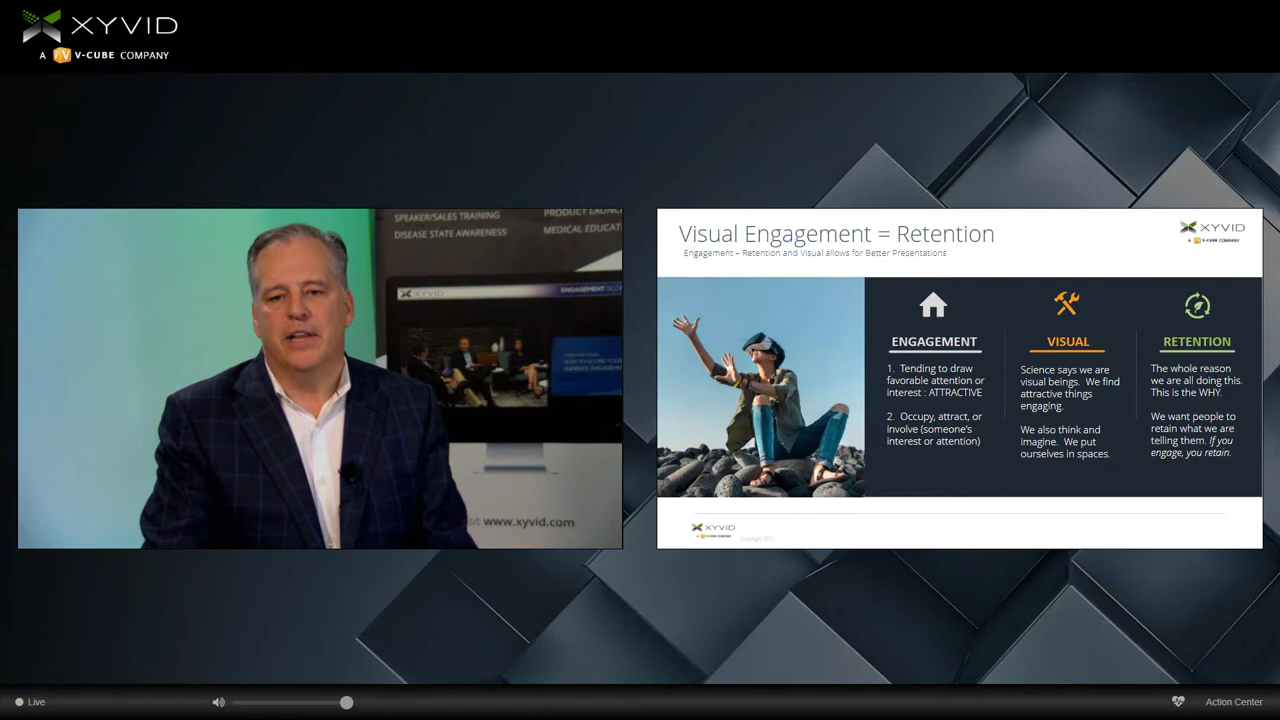 XYVID
A V-CUBE COMPANY
SPEAKER/SALES TRAINING
DISEASE STATE AWARENESS
PRODUCT LAUNC
MEDICAL EDUCAT
XYVID
www.xyvid.com
Visual Engagement = Retention
Engagement – Retention and Visual allows for Better Presentations
XYVID
A V-CUBE COMPANY
ENGAGEMENT
1. Tending to draw
favorable attention or
interest : ATTRACTIVE
2. Occupy, attract, or
involve (someone's
interest or attention)
VISUAL
Science says we are
visual beings. We find
attractive things
engaging.
We also think and
imagine. We put
ourselves in spaces.
RETENTION
The whole reason
we are all doing this.
This is the WHY.
We want people to
retain what we are
telling them. If you
engage, you retain.
XYVID
A V-CUBE COMPANY
Copyright 2021
Live
Action Center